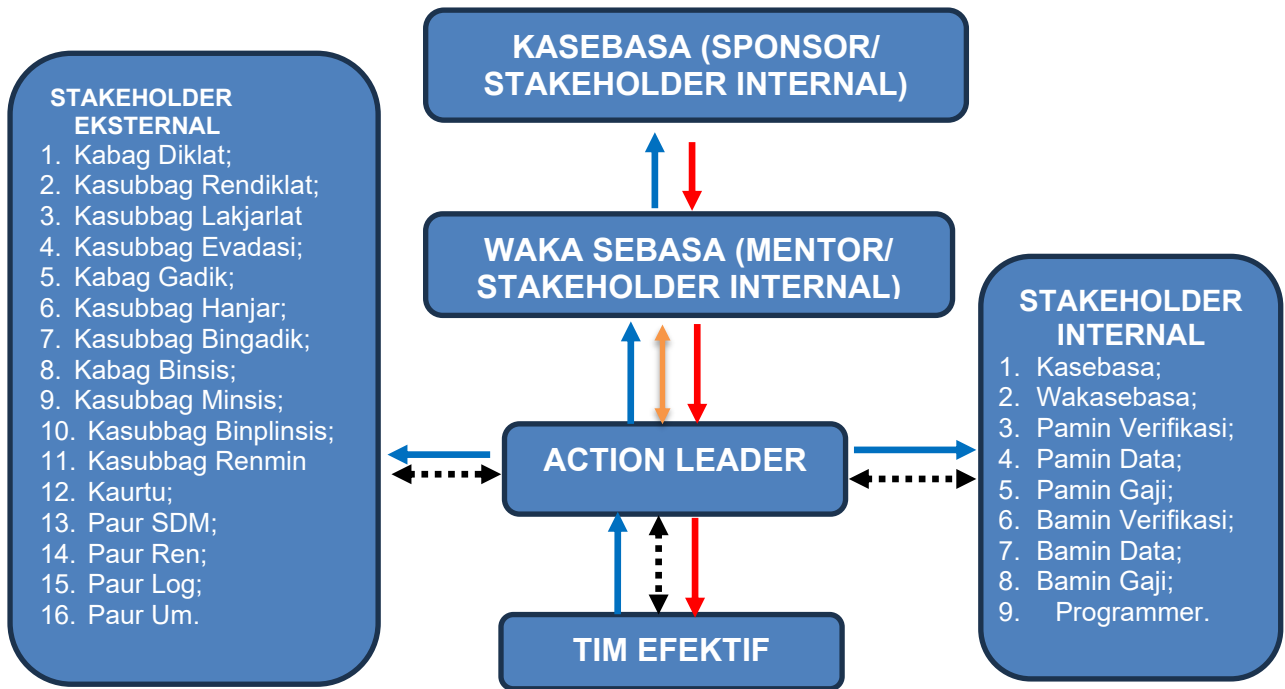 KASEBASA (SPONSOR/
STAKEHOLDER INTERNAL)
STAKEHOLDER
EKSTERNAL
1. Kabag Diklat;
2. Kasubbag Rendiklat;
3. Kasubbag Lakjarlat
4. Kasubbag Evadasi;
5. Kabag Gadik;
6. Kasubbag Hanjar;
7. Kasubbag Bingadik;
8. Kabag Binsis;
9. Kasubbag Minsis;
10. Kasubbag Binplinsis;
11. Kasubbag Renmin
12. Kaurtu;
13. Paur SDM;
14. Paur Ren;
15. Paur Log;
16. Paur Um.
WAKA SEBASA (MENTOR/
STAKEHOLDER INTERNAL)
ACTION LEADER
TIM EFEKTIF
STAKEHOLDER
INTERNAL
1. Kasebasa;
2. Wakasebasa;
3. Pamin Verifikasi;
4. Pamin Data;
5. Pamin Gaji;
6. Bamin Verifikasi;
7. Bamin Data;
8. Bamin Gaji;
9. Programmer.